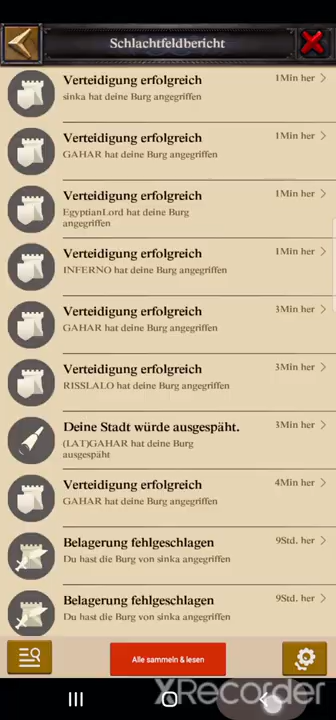 Schlachtfeldbericht
Verteidigung erfolgreich
1Min her
sinka hat deine Burg angegriffen
Verteidigung erfolgreich
1Min her
GAHAR hat deine Burg angegriffen
Verteidigung erfolgreich
1Min her
EgyptianLord hat deine Burg
angegriffen
Verteidigung erfolgreich
1Min her
INFERNO hat deine Burg angegriffen
Verteidigung erfolgreich
3Min her
GAHAR hat deine Burg angegriffen
Verteidigung erfolgreich
3Min her
RISSLALO hat deine Burg angegriffen
Deine Stadt würde ausgespäht.
3Min her
(LAT)GAHAR hat deine Burg
ausgespäht
Verteidigung erfolgreich
4Min her
GAHAR hat deine Burg angegriffen
Belagerung fehlgeschlagen
9Std. her
Du hast die Burg von sinka angegriffen
Belagerung fehlgeschlagen
9Std. her
Du hast die Burg von sinka angegriffen
Alle sammeln & lesen
XRecorder